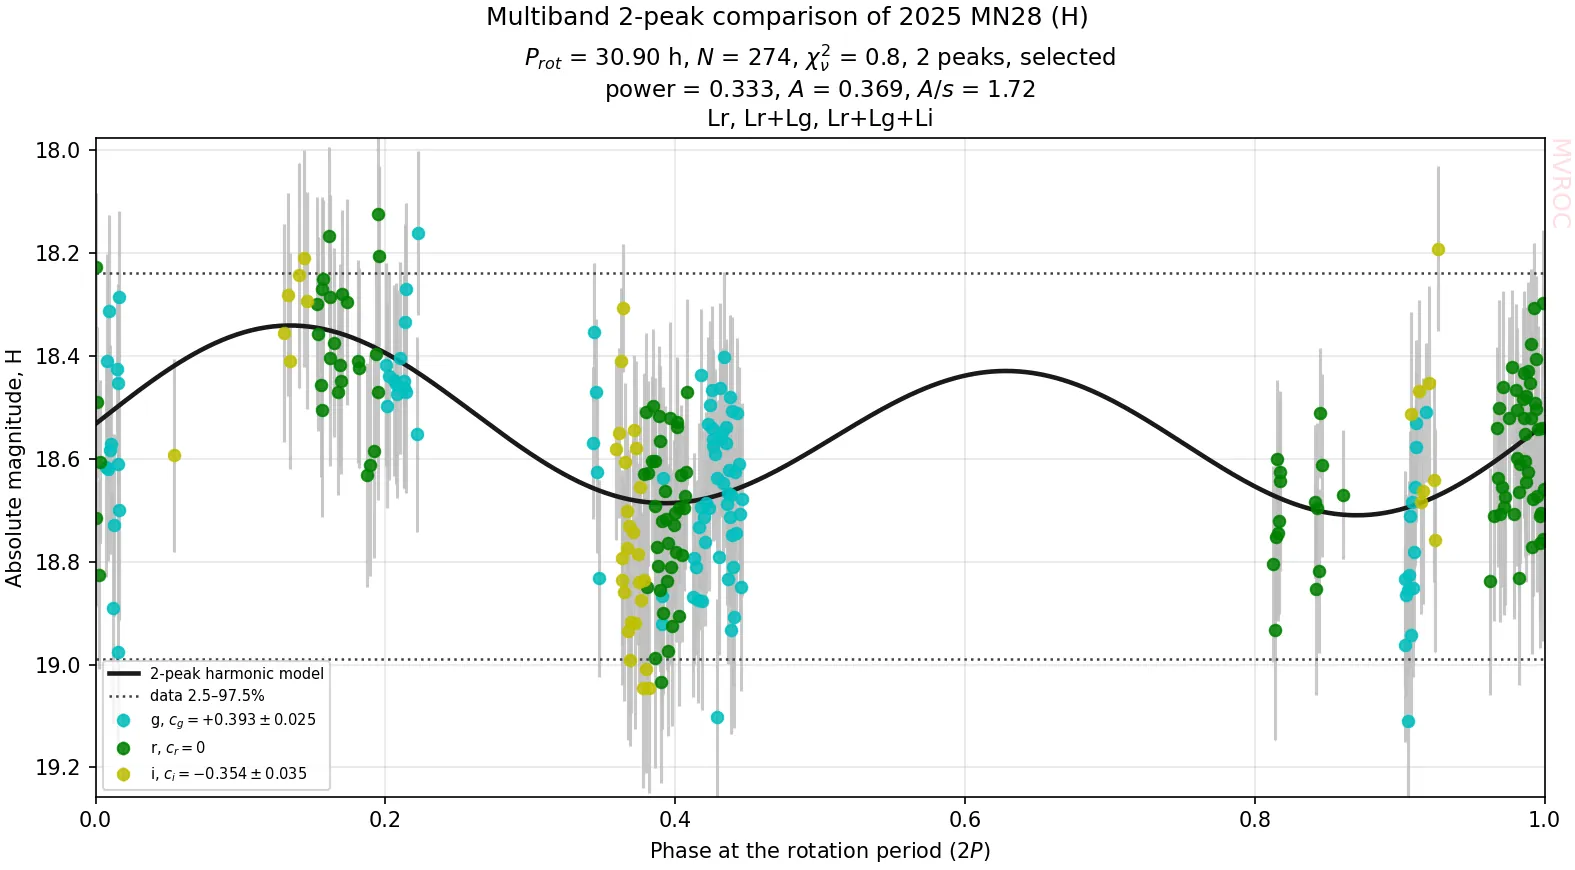 Multiband 2-peak comparison of 2025 MN28 (H)
P_rot = 30.90 h, N = 274, χ²_ν = 0.8, 2 peaks, selected
power = 0.333, A = 0.369, A/s = 1.72
Lr, Lr+Lg, Lr+Lg+Li
MVROC
Absolute magnitude, H
18.0
18.2
18.4
18.6
18.8
19.0
19.2
2-peak harmonic model
data 2.5–97.5%
g, c_g = +0.393 ± 0.025
r, c_r = 0
i, c_i = −0.354 ± 0.035
0.0 0.2 0.4 0.6 0.8 1.0
Phase at the rotation period (2P)